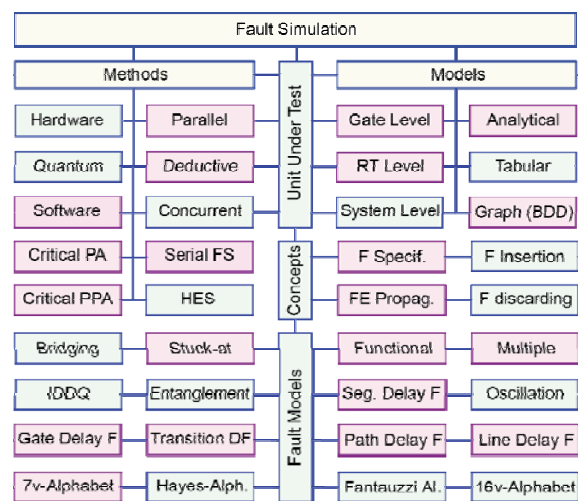 Fault Simulation
Methods
Models
Unit Under Test
Hardware
Parallel
Gate Level
Analytical
Quantum
Deductive
RT Level
Tabular
Software
Concurrent
System Level
Graph (BDD)
Concepts
Critical PA
Serial FS
F Specif.
F Insertion
Critical PPA
HES
FE Propag.
F discarding
Fault Models
Bridging
Stuck-at
Functional
Multiple
IDDQ
Entanglement
Seg. Delay F
Oscillation
Gate Delay F
Transition DF
Path Delay F
Line Delay F
7v-Alphabet
Hayes-Alph.
Fantauzzi Al.
16v-Alphabet